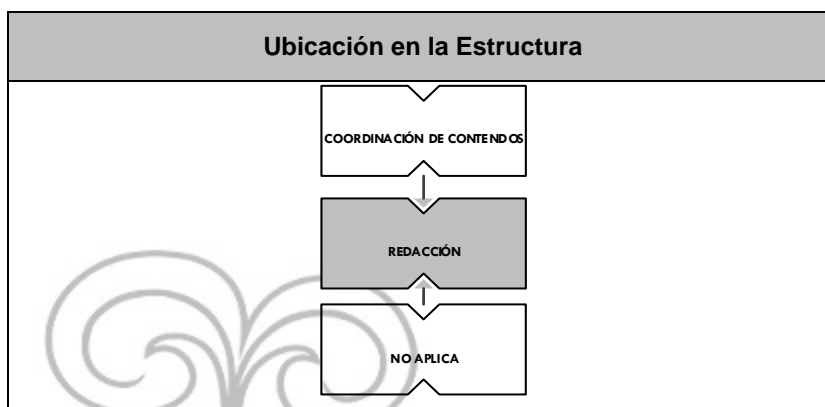 Ubicación en la Estructura
COORDINACIÓN DE CONTENDOS
REDACCIÓN
NO APLICA